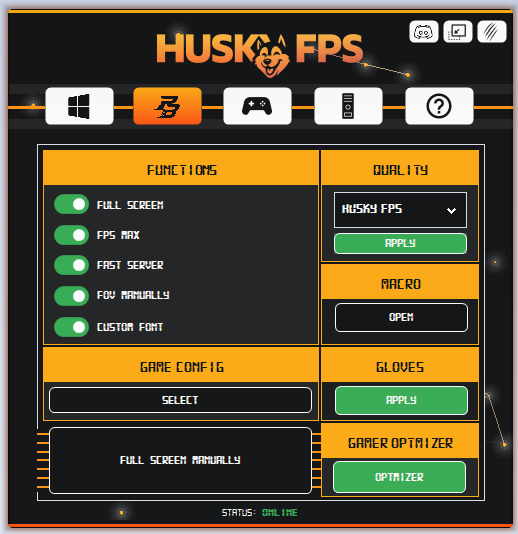 HUSKY FPS
FUNCTIONS
FULL SCREEN
FPS MAX
FAST SERVER
FOV MANUALLY
CUSTOM FONT
QUALITY
HUSKY FPS
APPLY
MACRO
OPEN
GAME CONFIG
SELECT
GLOVES
APPLY
FULL SCREEN MANUALLY
GAMER OPTMIZER
OPTMIZER
STATUS: ONLINE